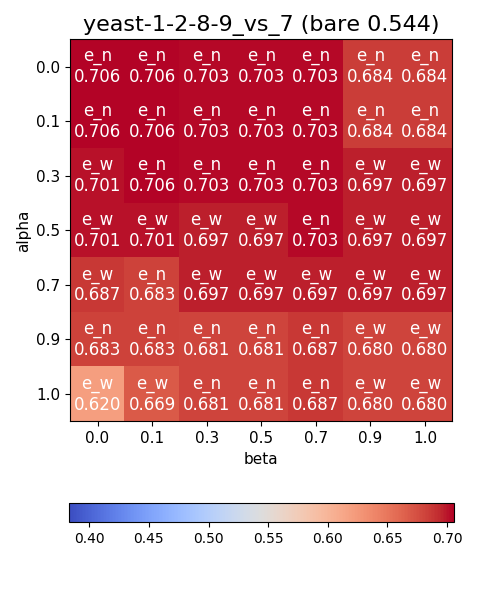 yeast-1-2-8-9_vs_7 (bare 0.544)
0.0 e_n e_n e_n e_n e_n e_n e_n
0.706 0.706 0.703 0.703 0.703 0.684 0.684
0.1 e_n e_n e_n e_n e_n e_n e_n
0.706 0.706 0.703 0.703 0.703 0.684 0.684
0.3 e_w e_n e_n e_n e_n e_w e_w
0.701 0.706 0.703 0.703 0.703 0.697 0.697
alpha
0.5 e_w e_w e_w e_w e_n e_w e_w
0.701 0.701 0.697 0.697 0.703 0.697 0.697
0.7 e_w e_n e_w e_w e_w e_w e_w
0.687 0.683 0.697 0.697 0.697 0.697 0.697
0.9 e_n e_n e_n e_n e_n e_w e_w
0.683 0.683 0.681 0.681 0.687 0.680 0.680
1.0 e_w e_w e_n e_n e_n e_w e_w
0.620 0.669 0.681 0.681 0.687 0.680 0.680
0.0 0.1 0.3 0.5 0.7 0.9 1.0
beta
0.40 0.45 0.50 0.55 0.60 0.65 0.70